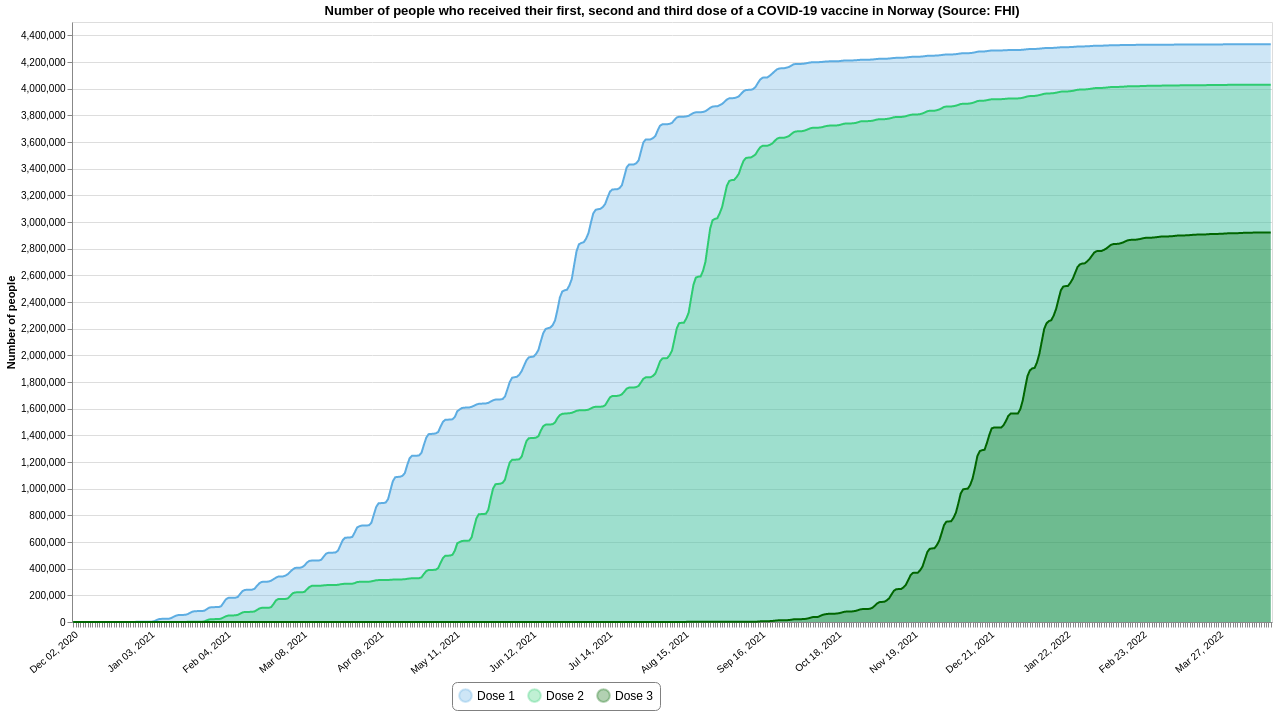 Number of people who received their first, second and third dose of a COVID-19 vaccine in Norway (Source: FHI)
Number of people
4,400,000
4,200,000
4,000,000
3,800,000
3,600,000
3,400,000
3,200,000
3,000,000
2,800,000
2,600,000
2,400,000
2,200,000
2,000,000
1,800,000
1,600,000
1,400,000
1,200,000
1,000,000
800,000
600,000
400,000
200,000
0
Dec 02, 2020
Jan 03, 2021
Feb 04, 2021
Mar 08, 2021
Apr 09, 2021
May 11, 2021
Jun 12, 2021
Jul 14, 2021
Aug 15, 2021
Sep 16, 2021
Oct 18, 2021
Nov 19, 2021
Dec 21, 2021
Jan 22, 2022
Feb 23, 2022
Mar 27, 2022
Dose 1 Dose 2 Dose 3